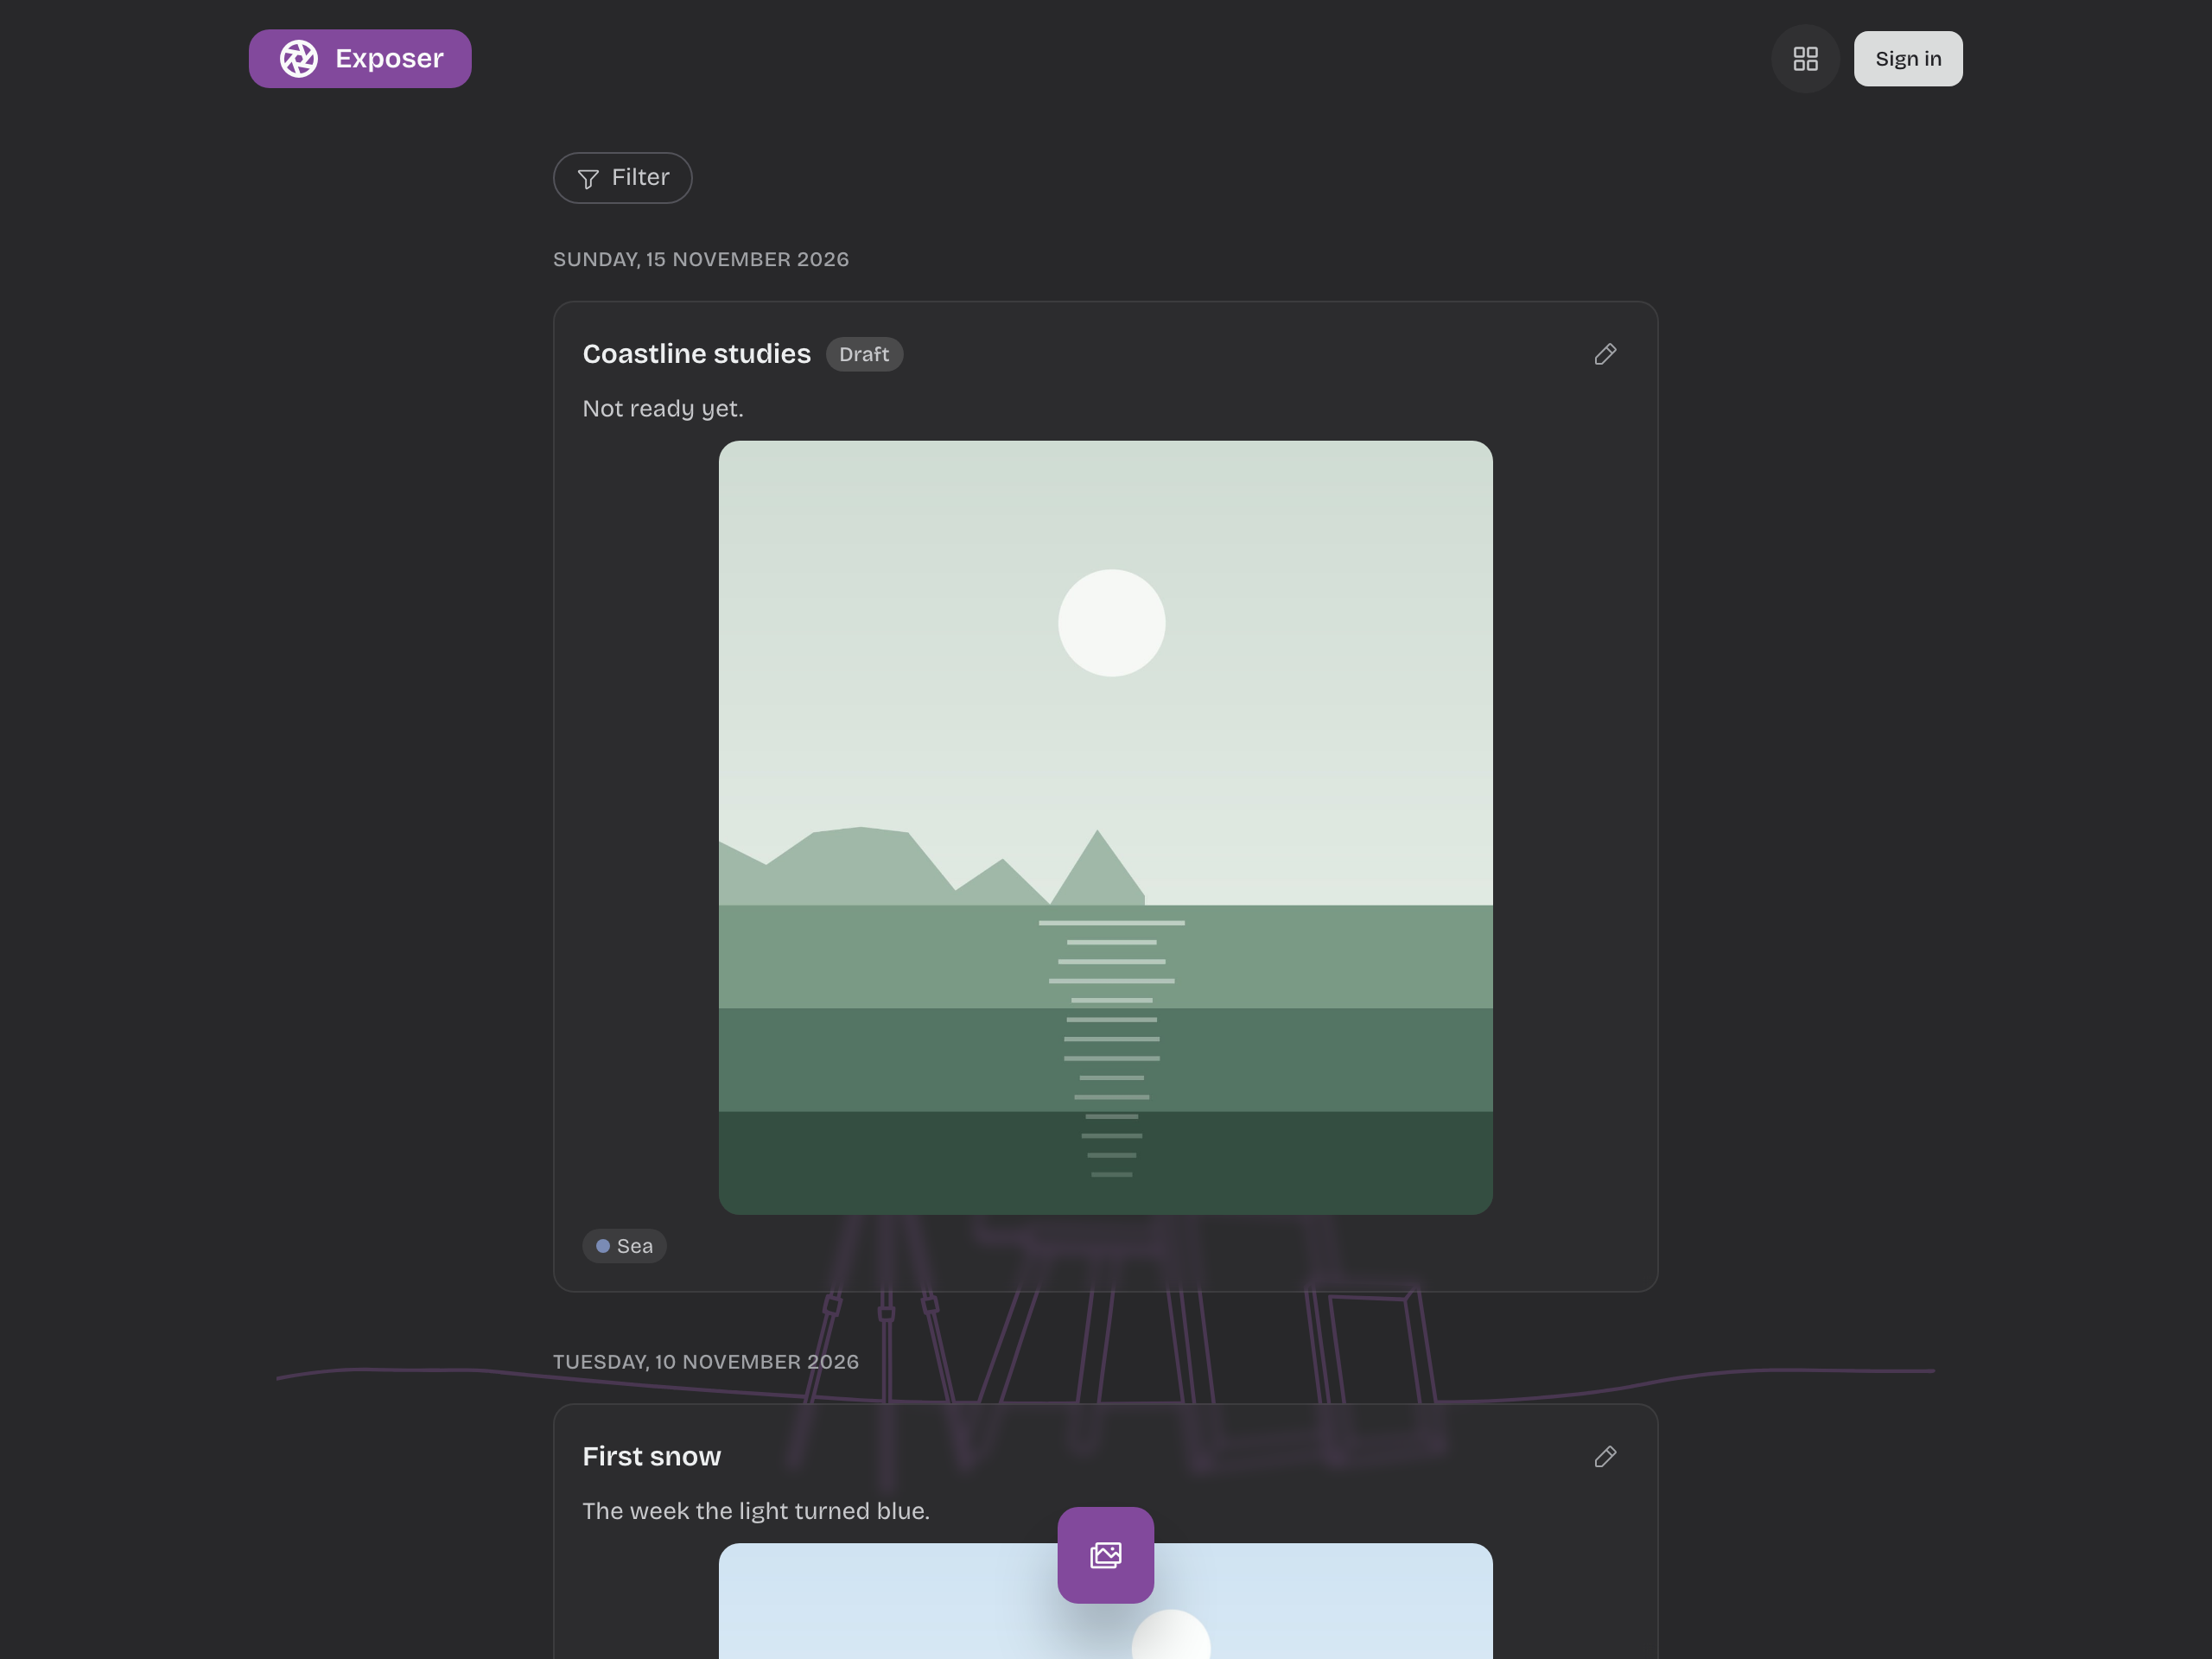 Exposer
Sign in
Filter
SUNDAY, 15 NOVEMBER 2026
Coastline studies
Draft
Not ready yet.
Sea
TUESDAY, 10 NOVEMBER 2026
First snow
The week the light turned blue.